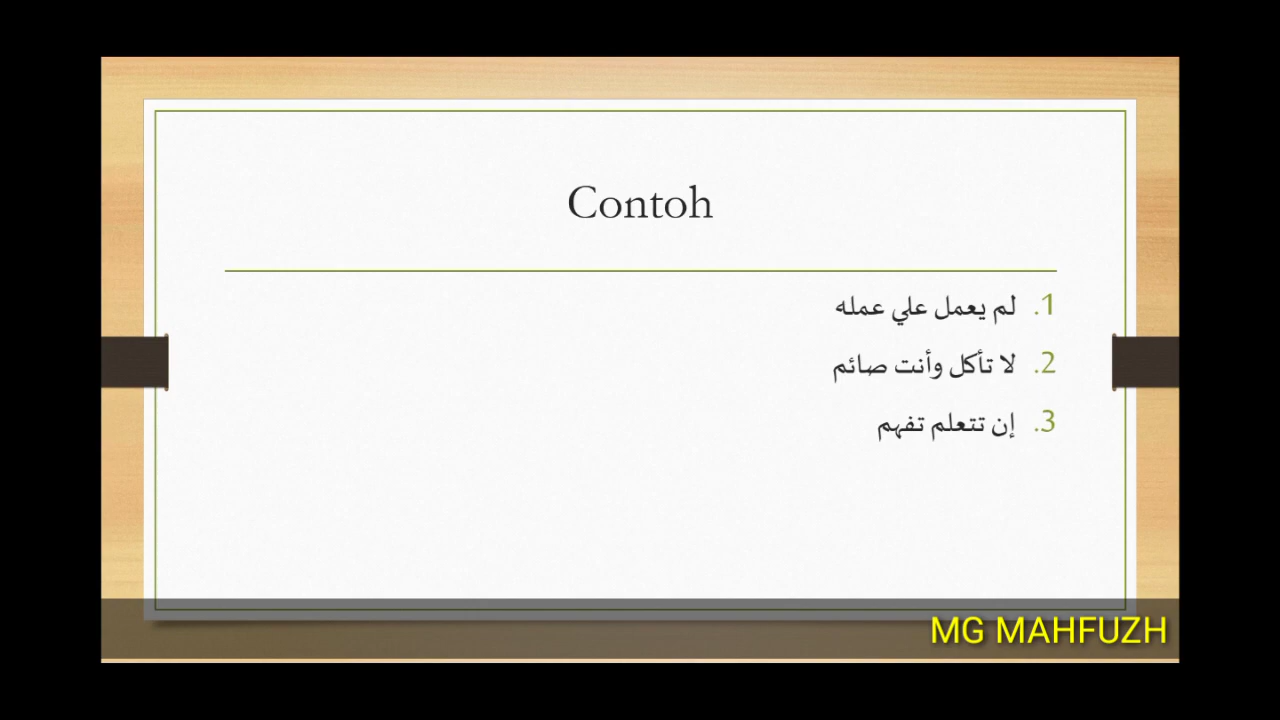 Contoh
1. لم يعمل علي عمله
2. لا تأكل وأنت صائم
3. إن تتعلم تفهم
MG MAHFUZH